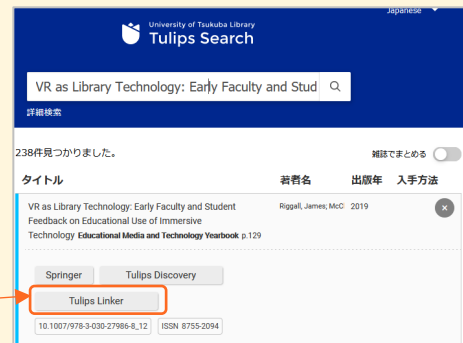 Japanese
University of Tsukuba Library
Tulips Search
VR as Library Technology: Early Faculty and Stud
詳細検索
238件見つかりました。
雑誌でまとめる
タイトル 著者名 出版年 入手方法
VR as Library Technology: Early Faculty and Student Riggall, James; McC 2019
Feedback on Educational Use of Immersive
Technology Educational Media and Technology Yearbook p.129
Springer Tulips Discovery
Tulips Linker
10.1007/978-3-030-27986-8_12 ISSN 8755-2094